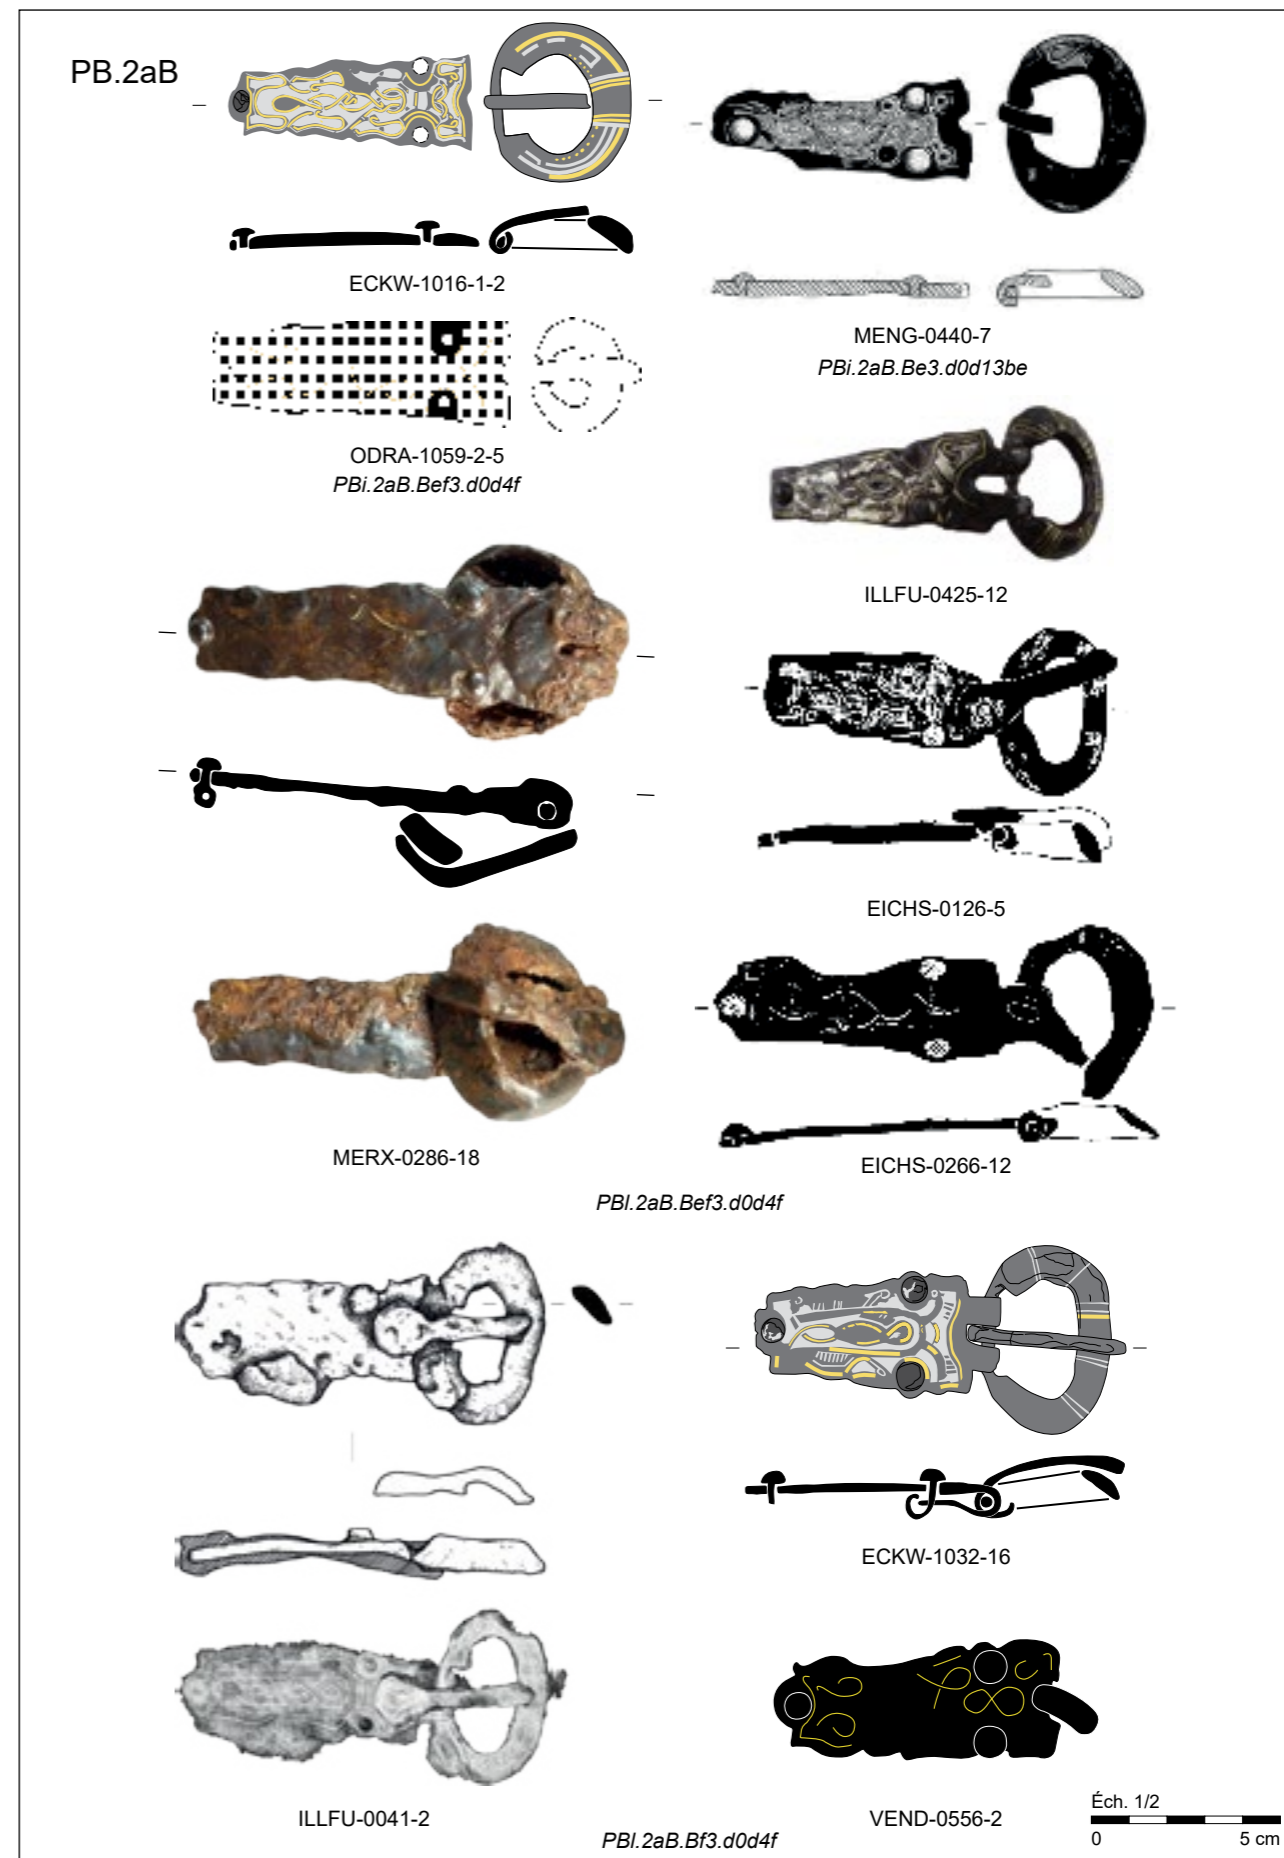 PB.2aB
ECKW-1016-1-2
MENG-0440-7
PBi.2aB.Be3.d0d13be
ODRA-1059-2-5
PBi.2aB.Bef3.d0d4f
ILLFU-0425-12
EICHS-0126-5
MERX-0286-18
EICHS-0266-12
PBl.2aB.Bef3.d0d4f
ECKW-1032-16
ILLFU-0041-2
VEND-0556-2
PBl.2aB.Bf3.d0d4f
Éch. 1/2
0 5 cm